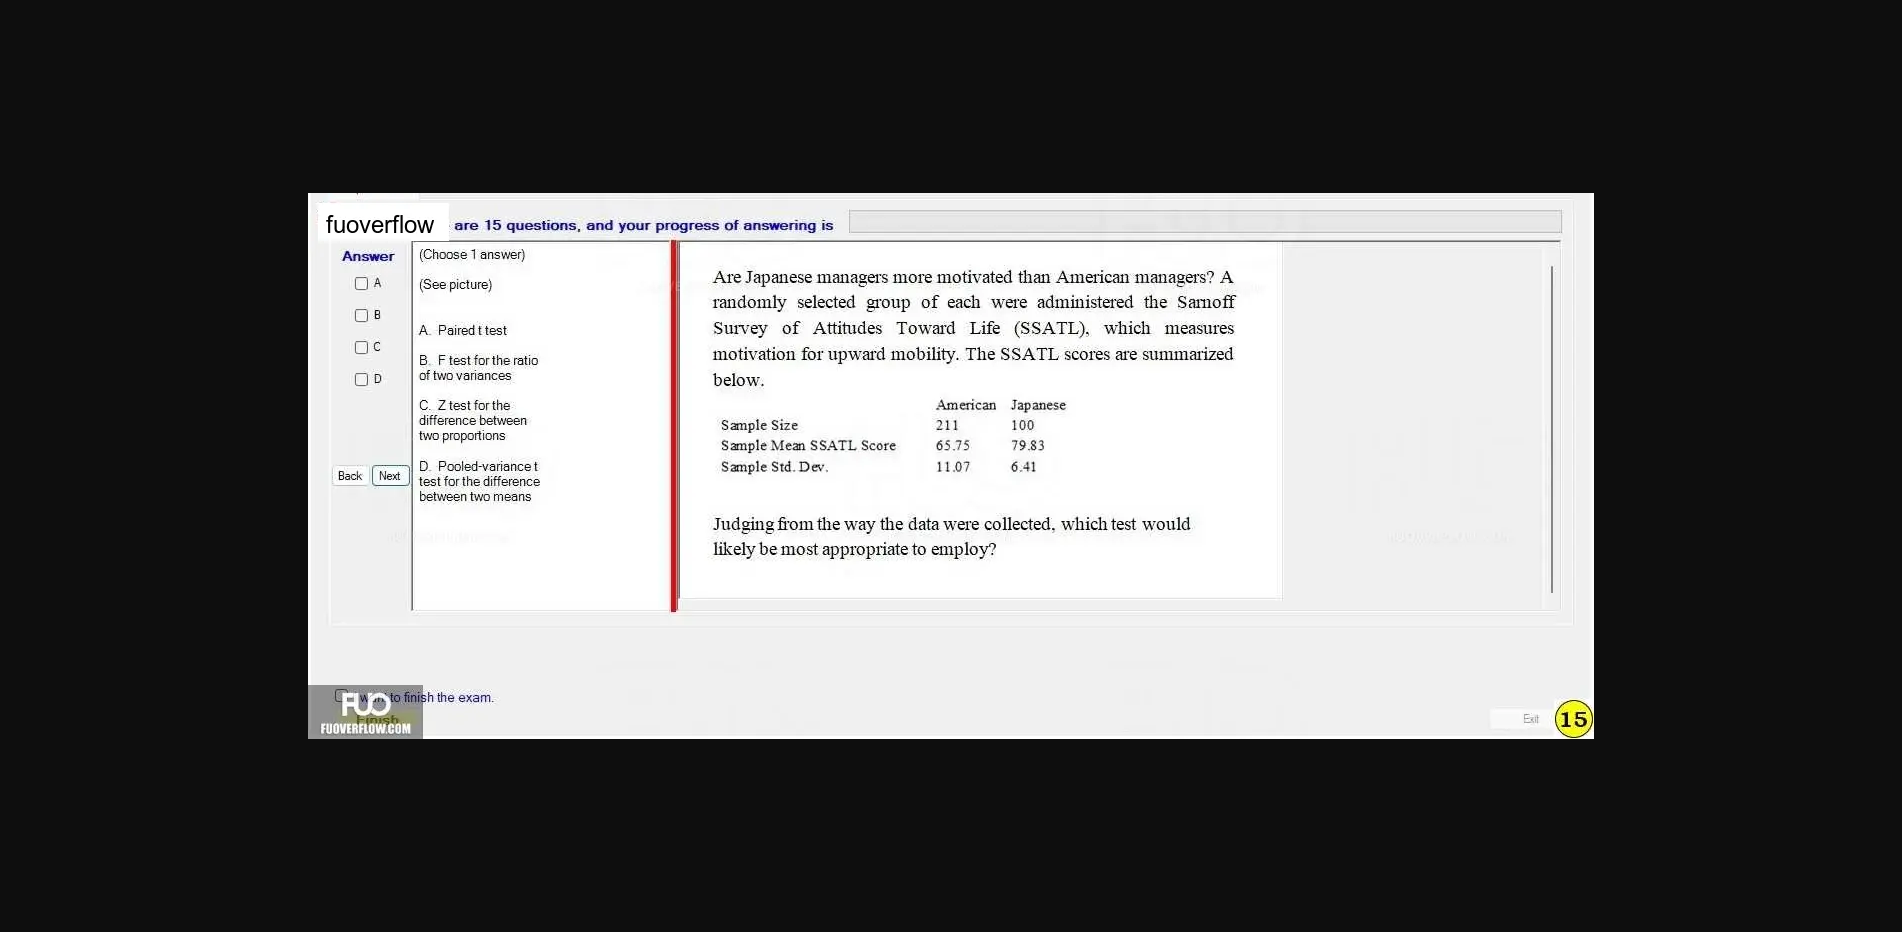 fuoverflow
are 15 questions, and your progress of answering is
Answer
A
B
C
D
Back
Next
(Choose 1 answer)
(See picture)
A. Paired t test
B. F test for the ratio
of two variances
C. Z test for the
difference between
two proportions
D. Pooled-variance t
test for the difference
between two means
Are Japanese managers more motivated than American managers? A
randomly selected group of each were administered the Sarnoff
Survey of Attitudes Toward Life (SSATL), which measures
motivation for upward mobility. The SSATL scores are summarized
below.
American Japanese
Sample Size 211 100
Sample Mean SSATL Score 65.75 79.83
Sample Std. Dev. 11.07 6.41
Judging from the way the data were collected, which test would
likely be most appropriate to employ?
want to finish the exam.
Finish
FUO
FUOVERFLOW.COM
Exit
15